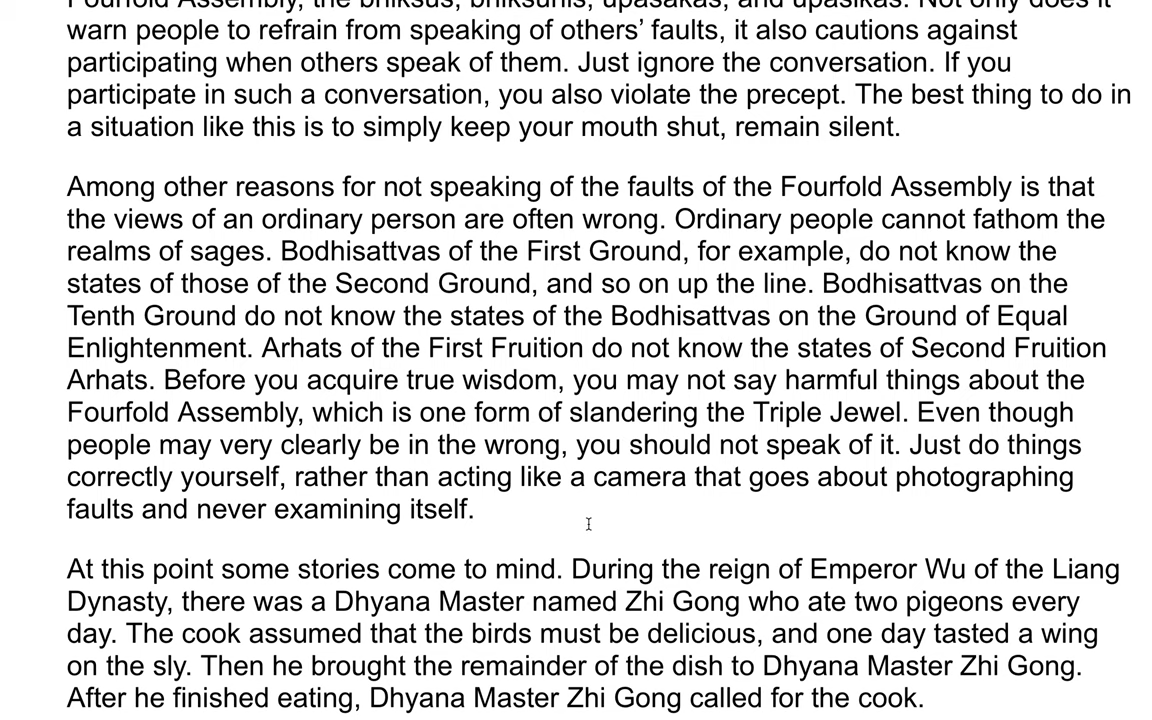 Fourfold Assembly, the bhiksus, bhiksunis, upasakas, and upasikas. Not only does it
warn people to refrain from speaking of others’ faults, it also cautions against
participating when others speak of them. Just ignore the conversation. If you
participate in such a conversation, you also violate the precept. The best thing to do in
a situation like this is to simply keep your mouth shut, remain silent.
Among other reasons for not speaking of the faults of the Fourfold Assembly is that
the views of an ordinary person are often wrong. Ordinary people cannot fathom the
realms of sages. Bodhisattvas of the First Ground, for example, do not know the
states of those of the Second Ground, and so on up the line. Bodhisattvas on the
Tenth Ground do not know the states of the Bodhisattvas on the Ground of Equal
Enlightenment. Arhats of the First Fruition do not know the states of Second Fruition
Arhats. Before you acquire true wisdom, you may not say harmful things about the
Fourfold Assembly, which is one form of slandering the Triple Jewel. Even though
people may very clearly be in the wrong, you should not speak of it. Just do things
correctly yourself, rather than acting like a camera that goes about photographing
faults and never examining itself.
At this point some stories come to mind. During the reign of Emperor Wu of the Liang
Dynasty, there was a Dhyana Master named Zhi Gong who ate two pigeons every
day. The cook assumed that the birds must be delicious, and one day tasted a wing
on the sly. Then he brought the remainder of the dish to Dhyana Master Zhi Gong.
After he finished eating, Dhyana Master Zhi Gong called for the cook.